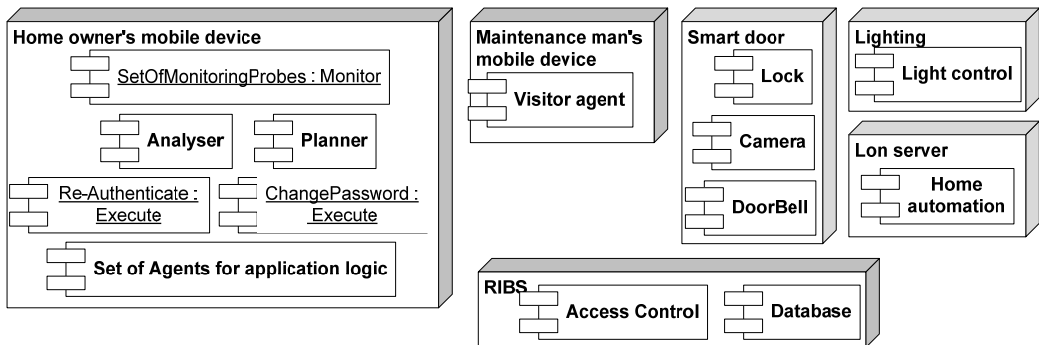 Home owner's mobile device
SetOfMonitoringProbes : Monitor
Analyser
Planner
Re-Authenticate :
Execute
ChangePassword :
Execute
Set of Agents for application logic
Maintenance man's
mobile device
Visitor agent
Smart door
Lock
Camera
DoorBell
Lighting
Light control
Lon server
Home
automation
RIBS
Access Control
Database